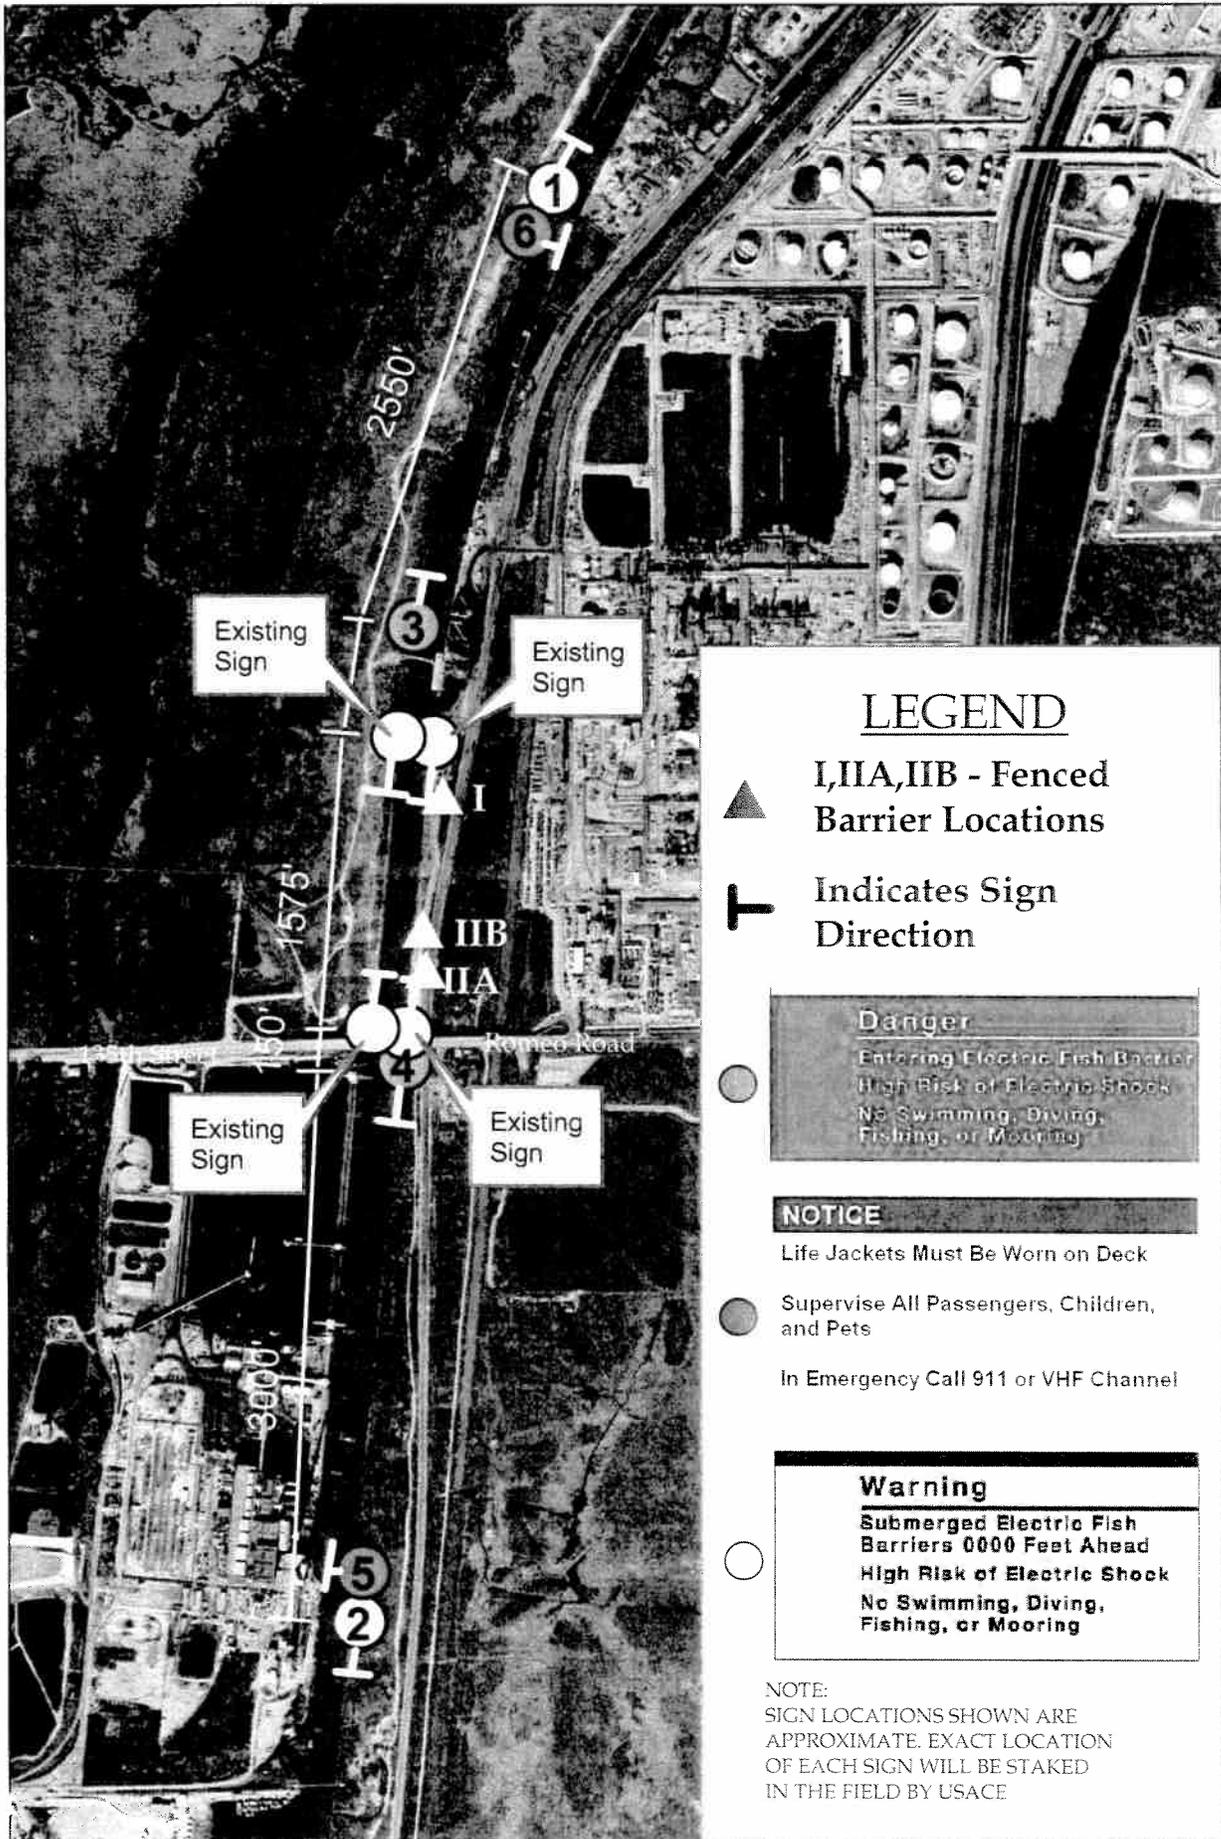 1
6
2550'
3
Existing
Sign
Existing
Sign
I
1575'
IIB
IIA
150'
135th Street
Romeo Road
4
Existing
Sign
Existing
Sign
3000'
5
2
LEGEND
I,IIA,IIB - Fenced
Barrier Locations
Indicates Sign
Direction
Danger
Entering Electric Fish Barrier
High Risk of Electric Shock
No Swimming, Diving,
Fishing, or Mooring
NOTICE
Life Jackets Must Be Worn on Deck
Supervise All Passengers, Children,
and Pets
In Emergency Call 911 or VHF Channel
Warning
Submerged Electric Fish
Barriers 0000 Feet Ahead
High Risk of Electric Shock
No Swimming, Diving,
Fishing, or Mooring
NOTE:
SIGN LOCATIONS SHOWN ARE
APPROXIMATE. EXACT LOCATION
OF EACH SIGN WILL BE STAKED
IN THE FIELD BY USACE